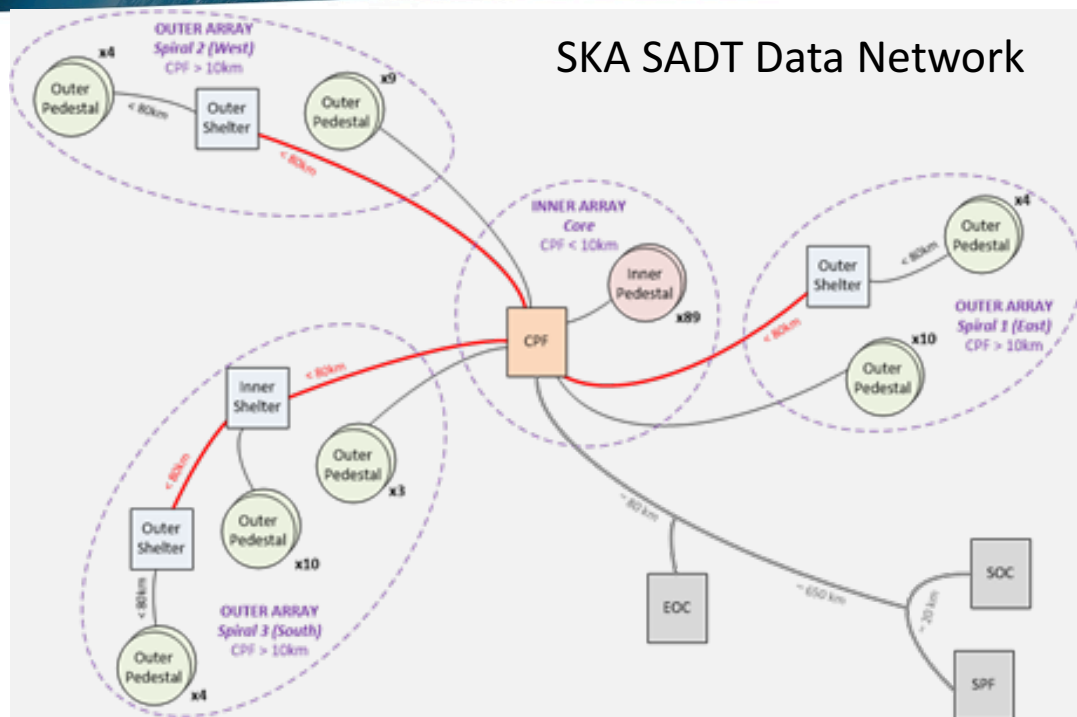 SKA SADT Data Network
OUTER ARRAY
Spiral 2 (West)
CPF > 10km
x4
Outer
Pedestal
< 80km
Outer
Shelter
x9
Outer
Pedestal
< 80km
INNER ARRAY
Core
CPF < 10km
Inner
Pedestal
x89
CPF
x4
Outer
Pedestal
< 80km
Outer
Shelter
< 80km
OUTER ARRAY
Spiral 1 (East)
CPF > 10km
x10
Outer
Pedestal
< 80km
Inner
Shelter
< 80km
Outer
Pedestal
x3
Outer
Pedestal
x10
Outer
Shelter
< 80km
OUTER ARRAY
Spiral 3 (South)
CPF > 10km
Outer
Pedestal
x4
~ 80 km
EOC
~ 650 km
SOC
~ 20 km
SPF